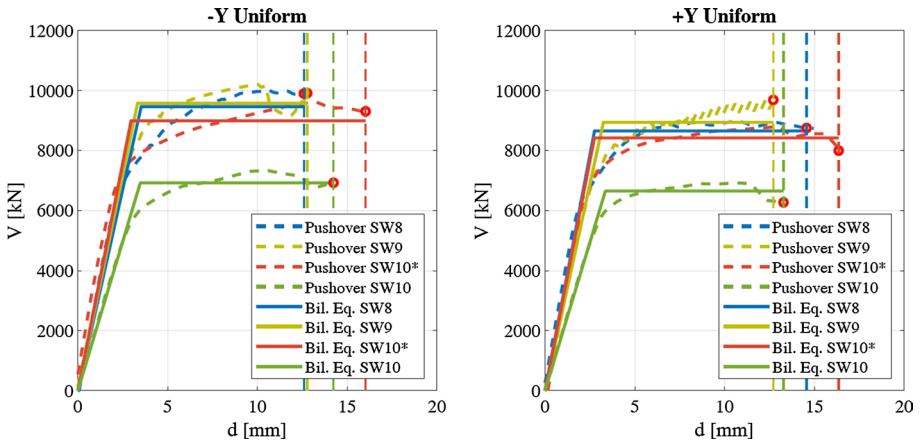 -Y Uniform
12000
10000
8000
6000
4000
2000
0
V [kN]
0 5 10 15 20
d [mm]
Pushover SW8
Pushover SW9
Pushover SW10*
Pushover SW10
Bil. Eq. SW8
Bil. Eq. SW9
Bil. Eq. SW10*
Bil. Eq. SW10
+Y Uniform
12000
10000
8000
6000
4000
2000
0
V [kN]
0 5 10 15 20
d [mm]
Pushover SW8
Pushover SW9
Pushover SW10*
Pushover SW10
Bil. Eq. SW8
Bil. Eq. SW9
Bil. Eq. SW10*
Bil. Eq. SW10